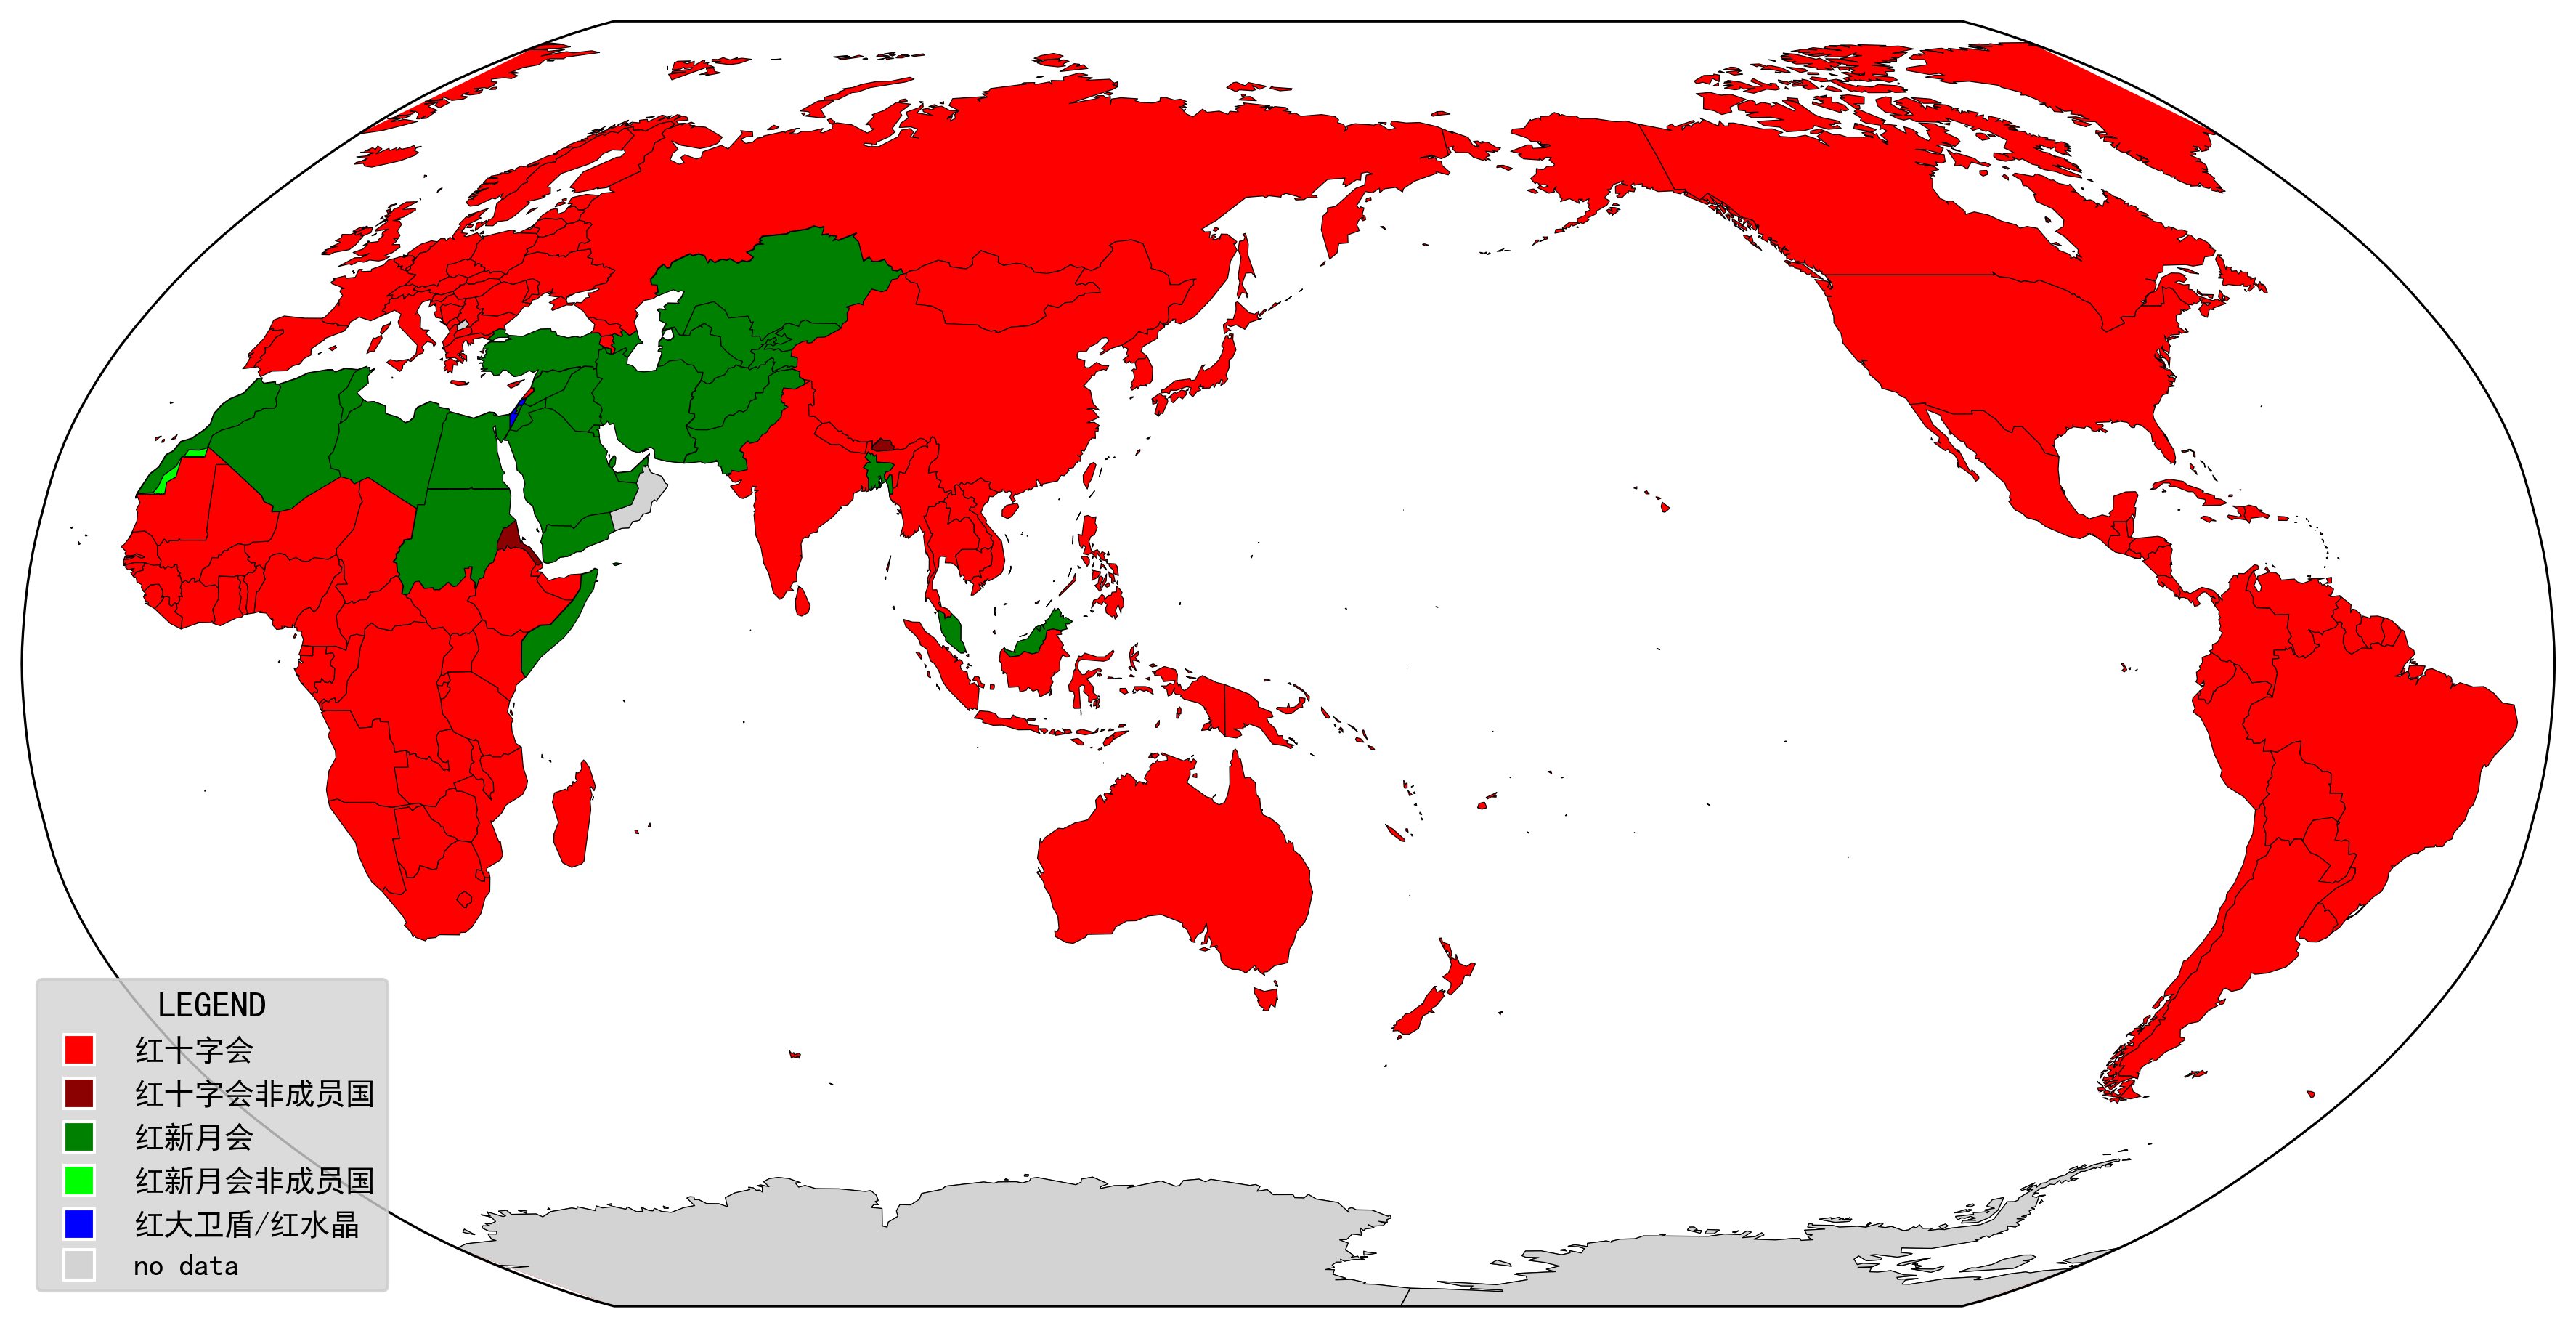 LEGEND
红十字会
红十字会非成员国
红新月会
红新月会非成员国
红大卫盾/红水晶
no data